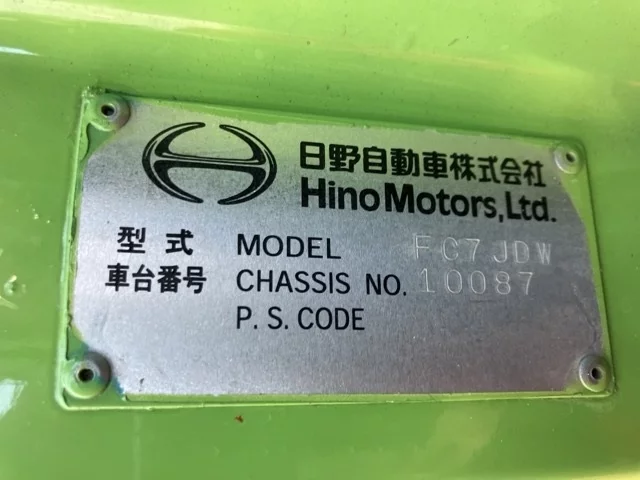 日野自動車株式会社
Hino Motors, Ltd.
型式 MODEL FC7JDW
車台番号 CHASSIS NO. 10087
P. S. CODE